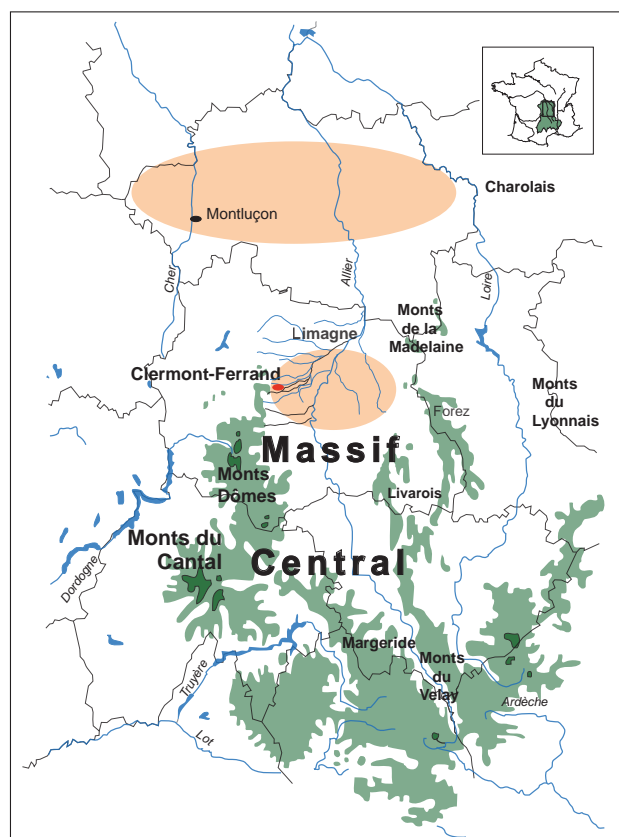 Charolais
Montluçon
Cher
Allier
Loire
Monts
de la
Madelaine
Limagne
Clermont-Ferrand
Monts
du
Lyonnais
Forez
Massif
Monts
Dômes
Livarois
Monts du
Cantal
Central
Dordogne
Margeride
Monts
du
Velay
Truyère
Ardèche
Lot